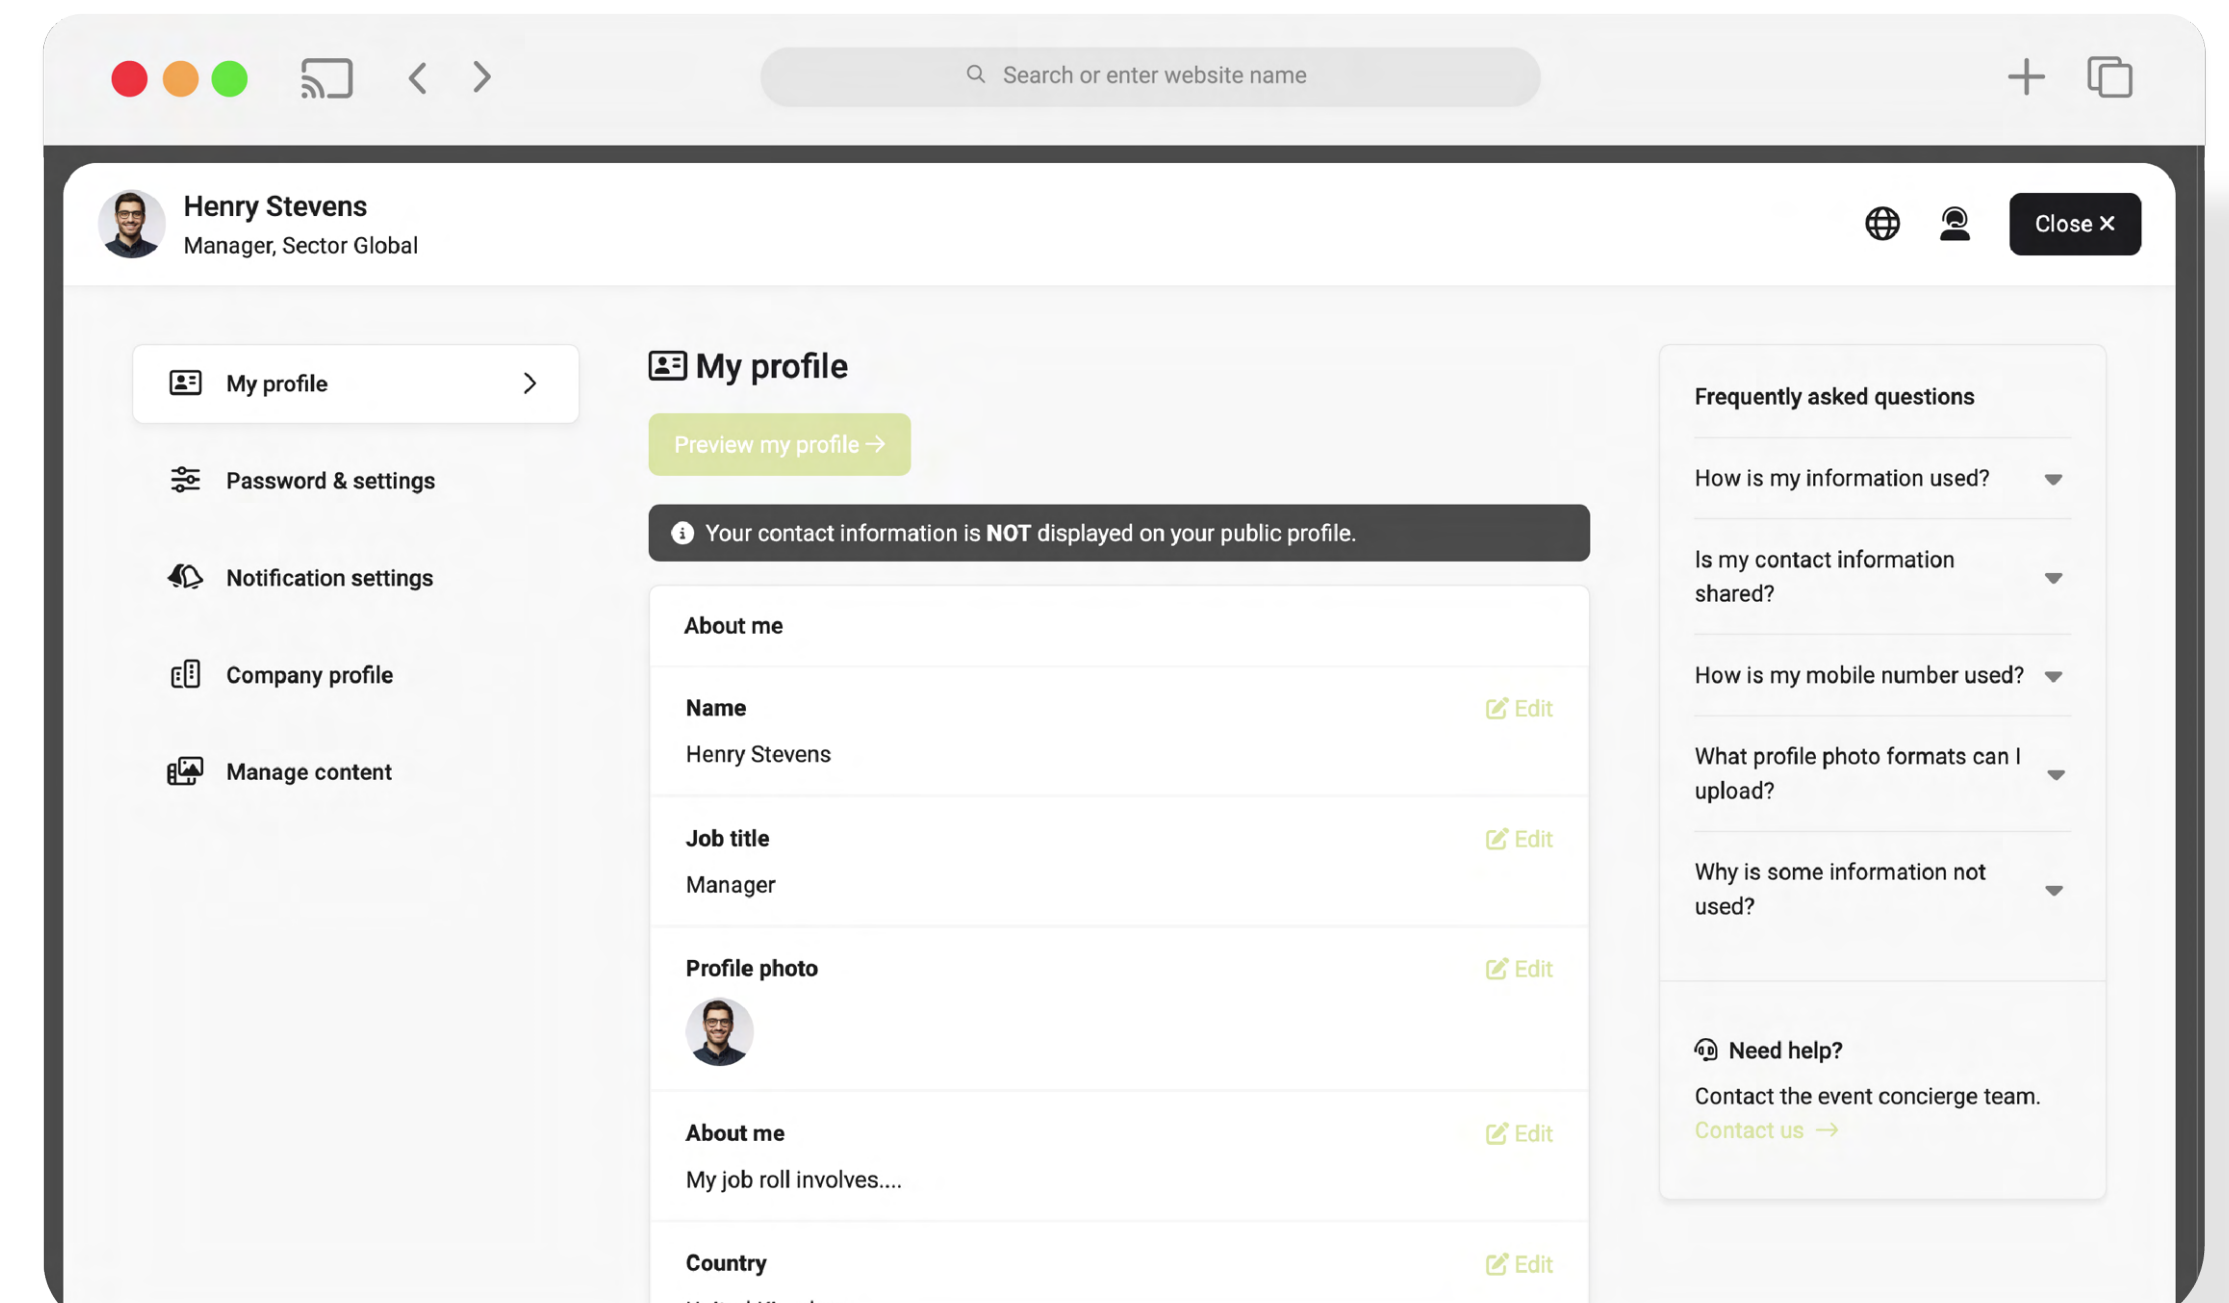 Search or enter website name
Henry Stevens
Manager, Sector Global
Close
My profile
Password & settings
Notification settings
Company profile
Manage content
My profile
Preview my profile →
Your contact information is NOT displayed on your public profile.
About me
Name
Edit
Henry Stevens
Job title
Edit
Manager
Profile photo
Edit
About me
Edit
My job roll involves....
Country
Edit
Frequently asked questions
How is my information used?
Is my contact information
shared?
How is my mobile number used?
What profile photo formats can I
upload?
Why is some information not
used?
Need help?
Contact the event concierge team.
Contact us →